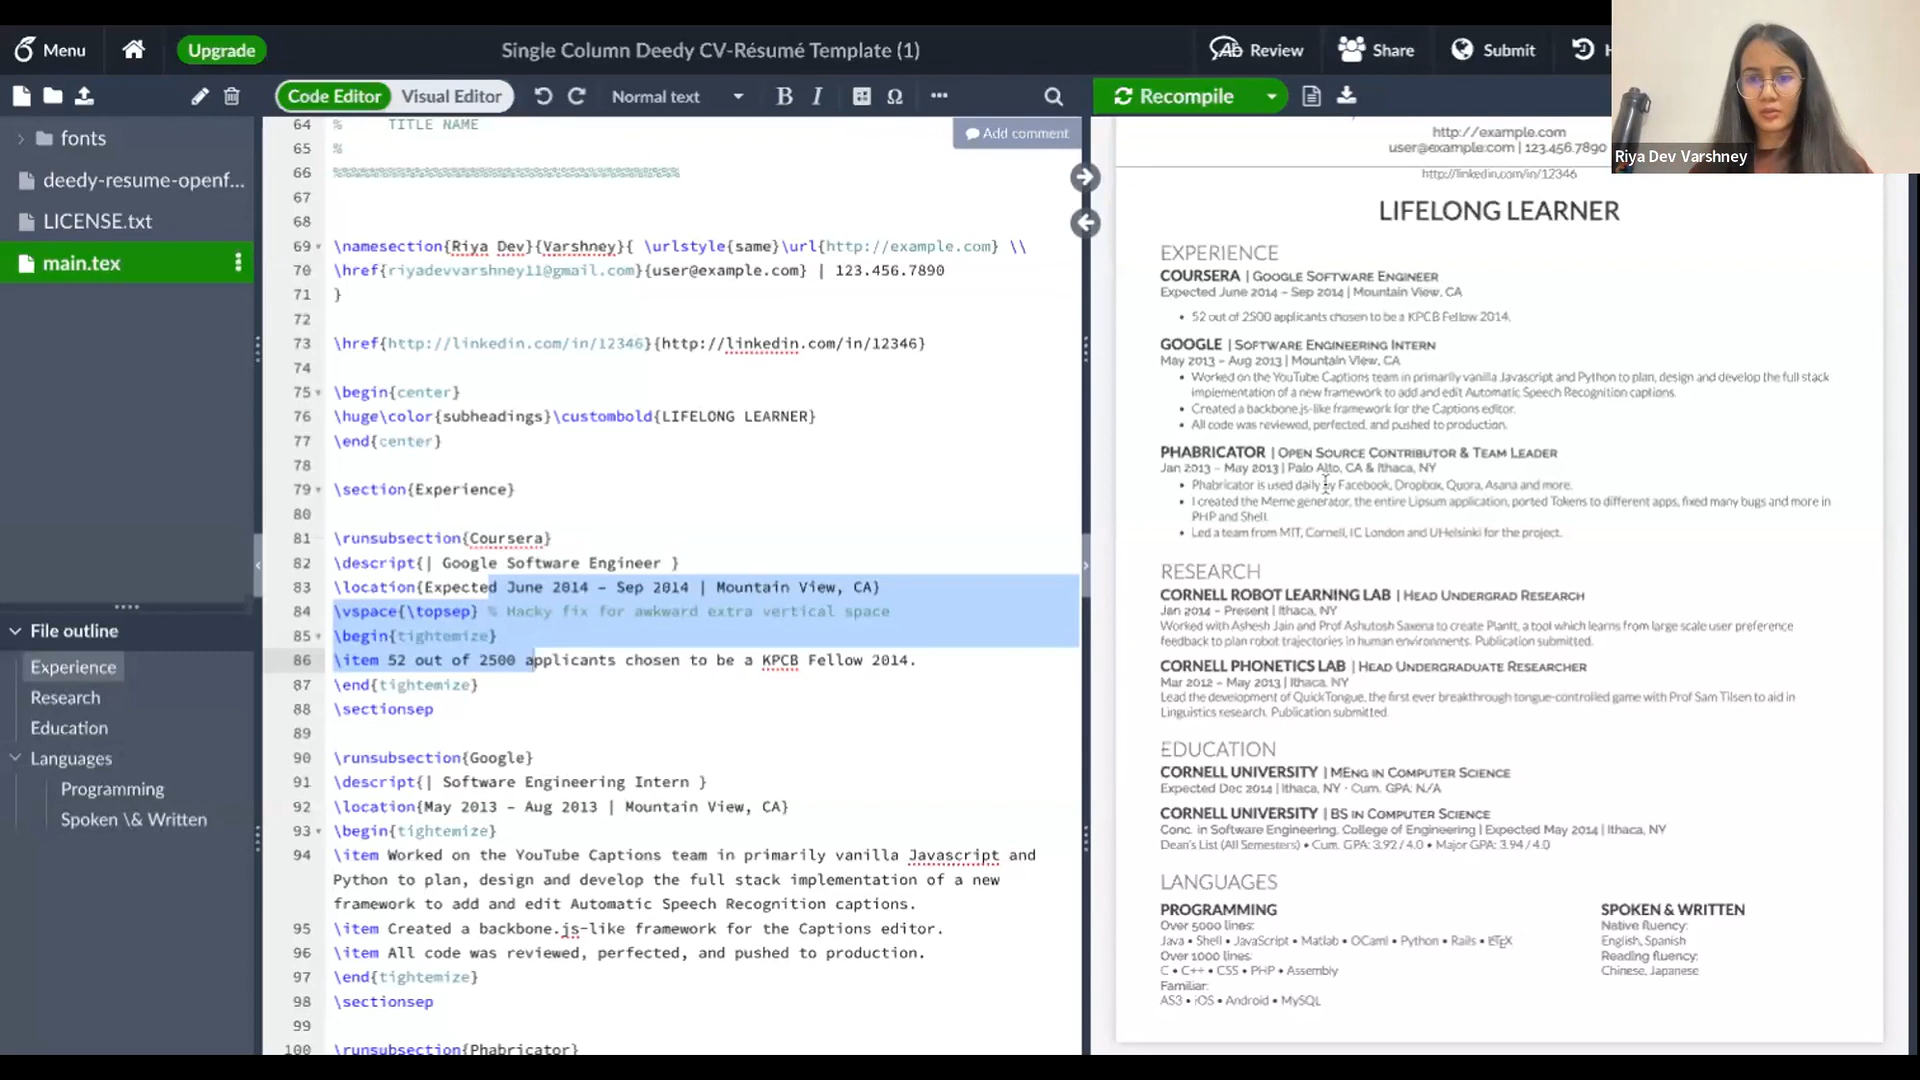 Menu
Upgrade
Single Column Deedy CV-Résumé Template (1)
Review
Share
Submit
H
Code Editor
Visual Editor
Normal text
B I Ω
Recompile
Riya Dev Varshney
fonts
deedy-resume-openf...
LICENSE.txt
main.tex
File outline
Experience
Research
Education
Languages
Programming
Spoken \& Written
Add comment
64 % TITLE NAME
65 %
66 %%%%%%%%%%%%%%%%%%%%%%%%%%%%%%%%%%%%%%
67
68
69 \namesection{Riya Dev}{Varshney}{ \urlstyle{same}\url{http://example.com} \\
70 \href{riyadevvarshney11@gmail.com}{user@example.com} | 123.456.7890
71 }
72
73 \href{http://linkedin.com/in/12346}{http://linkedin.com/in/12346}
74
75 \begin{center}
76 \huge\color{subheadings}\custombold{LIFELONG LEARNER}
77 \end{center}
78
79 \section{Experience}
80
81 \runsubsection{Coursera}
82 \descript{| Google Software Engineer }
83 \location{Expected June 2014 – Sep 2014 | Mountain View, CA}
84 \vspace{\topsep} % Hacky fix for awkward extra vertical space
85 \begin{tightemize}
86 \item 52 out of 2500 applicants chosen to be a KPCB Fellow 2014.
87 \end{tightemize}
88 \sectionsep
89
90 \runsubsection{Google}
91 \descript{| Software Engineering Intern }
92 \location{May 2013 – Aug 2013 | Mountain View, CA}
93 \begin{tightemize}
94 \item Worked on the YouTube Captions team in primarily vanilla Javascript and
Python to plan, design and develop the full stack implementation of a new
framework to add and edit Automatic Speech Recognition captions.
95 \item Created a backbone.js-like framework for the Captions editor.
96 \item All code was reviewed, perfected, and pushed to production.
97 \end{tightemize}
98 \sectionsep
99
100 \runsubsection{Phabricator}
http://example.com
user@example.com | 123.456.7890
http://linkedin.com/in/12346
LIFELONG LEARNER
EXPERIENCE
COURSERA | GOOGLE SOFTWARE ENGINEER
Expected June 2014 – Sep 2014 | Mountain View, CA
• 52 out of 2500 applicants chosen to be a KPCB Fellow 2014.
GOOGLE | SOFTWARE ENGINEERING INTERN
May 2013 – Aug 2013 | Mountain View, CA
• Worked on the YouTube Captions team in primarily vanilla Javascript and Python to plan, design and develop the full stack
implementation of a new framework to add and edit Automatic Speech Recognition captions.
• Created a backbone.js-like framework for the Captions editor.
• All code was reviewed, perfected, and pushed to production.
PHABRICATOR | OPEN SOURCE CONTRIBUTOR & TEAM LEADER
Jan 2013 – May 2013 | Palo Alto, CA & Ithaca, NY
• Phabricator is used daily by Facebook, Dropbox, Quora, Asana and more.
• I created the Meme generator, the entire Lipsum application, ported Tokens to different apps, fixed many bugs and more in
PHP and Shell.
• Led a team from MIT, Cornell, IC London and UHelsinki for the project.
RESEARCH
CORNELL ROBOT LEARNING LAB | HEAD UNDERGRAD RESEARCH
Jan 2014 – Present | Ithaca, NY
Worked with Ashesh Jain and Prof Ashutosh Saxena to create PlanIt, a tool which learns from large scale user preference
feedback to plan robot trajectories in human environments. Publication submitted.
CORNELL PHONETICS LAB | HEAD UNDERGRADUATE RESEARCHER
Mar 2012 – May 2013 | Ithaca, NY
Lead the development of QuickTongue, the first ever breakthrough tongue-controlled game with Prof Sam Tilsen to aid in
Linguistics research. Publication submitted.
EDUCATION
CORNELL UNIVERSITY | MENG IN COMPUTER SCIENCE
Expected Dec 2014 | Ithaca, NY • Cum. GPA: N/A
CORNELL UNIVERSITY | BS IN COMPUTER SCIENCE
Conc. in Software Engineering, College of Engineering | Expected May 2014 | Ithaca, NY
Dean's List (All Semesters) • Cum. GPA: 3.92 / 4.0 • Major GPA: 3.94 / 4.0
LANGUAGES
PROGRAMMING
Over 5000 lines:
Java • Shell • JavaScript • Matlab • OCaml • Python • Rails • LATEX
Over 1000 lines:
C • C++ • CSS • PHP • Assembly
Familiar:
AS3 • iOS • Android • MySQL
SPOKEN & WRITTEN
Native fluency:
English, Spanish
Reading fluency:
Chinese, Japanese